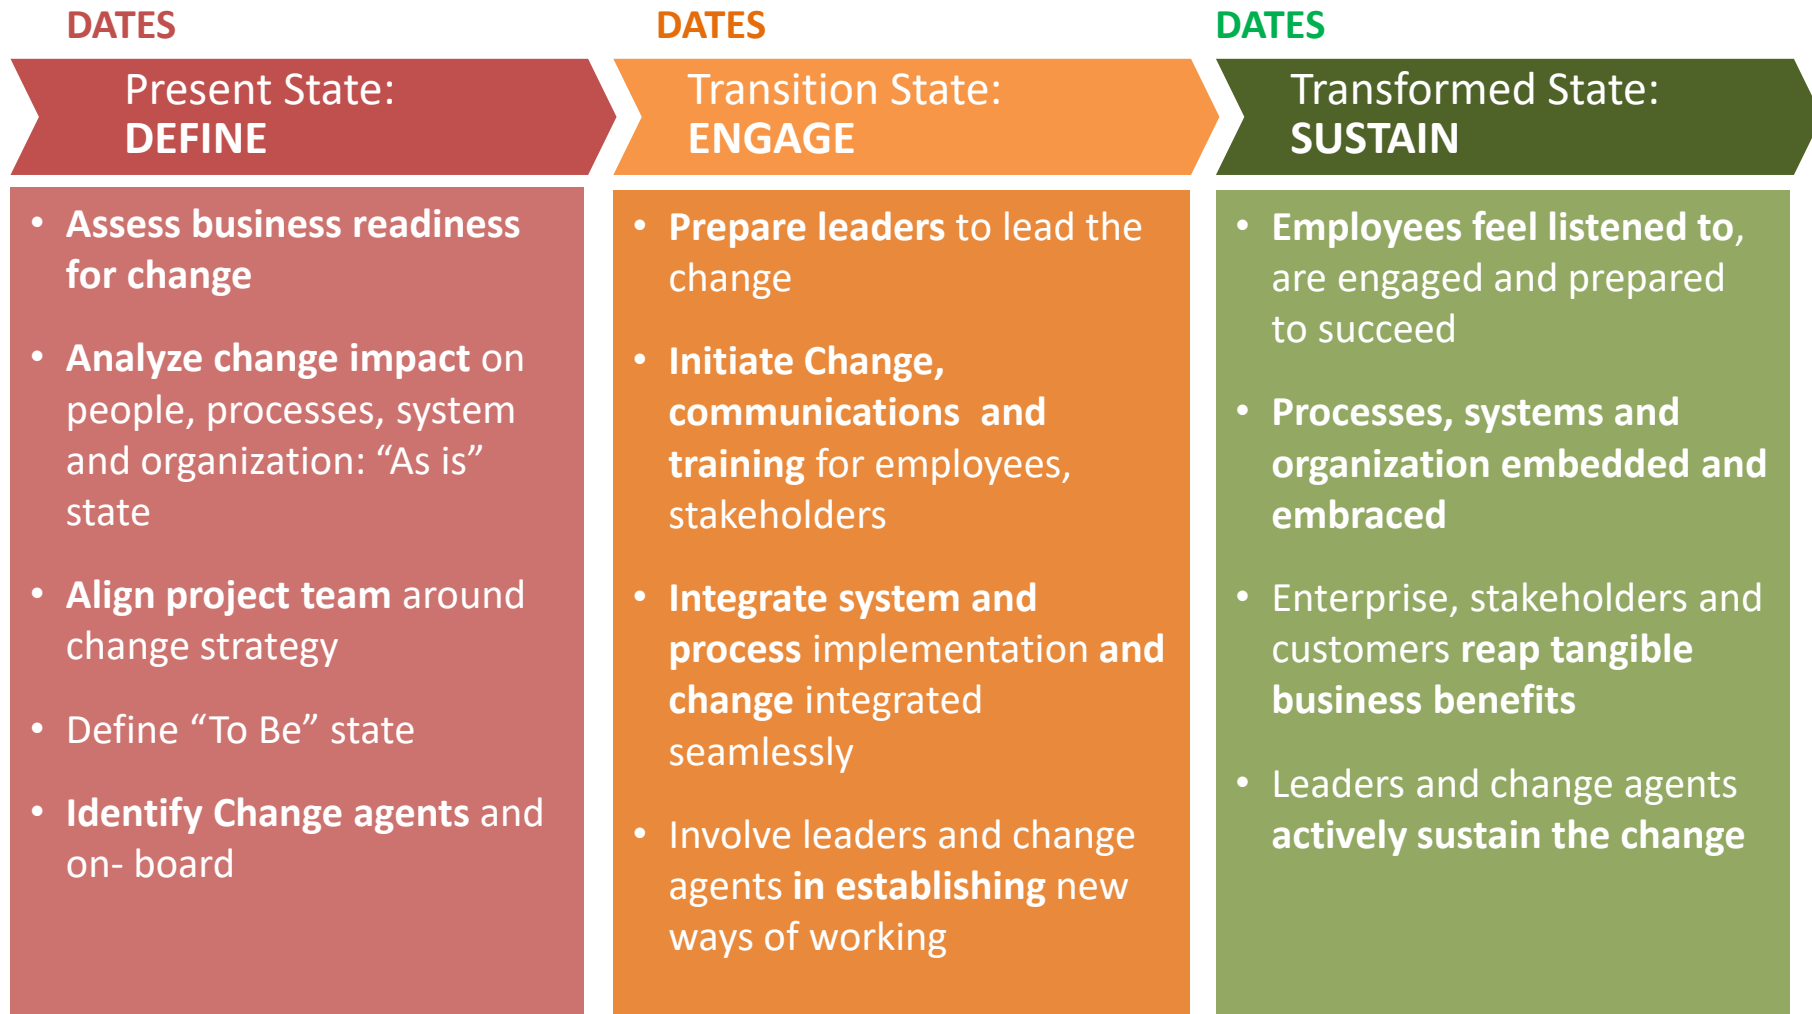 DATES
Present State:
DEFINE
• Assess business readiness
for change
• Analyze change impact on
people, processes, system
and organization: “As is”
state
• Align project team around
change strategy
• Define “To Be” state
• Identify Change agents and
on- board
DATES
Transition State:
ENGAGE
• Prepare leaders to lead the
change
• Initiate Change,
communications  and
training for employees,
stakeholders
• Integrate system and
process implementation and
change integrated
seamlessly
• Involve leaders and change
agents in establishing new
ways of working
DATES
Transformed State:
SUSTAIN
• Employees feel listened to,
are engaged and prepared
to succeed
• Processes, systems and
organization embedded and
embraced
• Enterprise, stakeholders and
customers reap tangible
business benefits
• Leaders and change agents
actively sustain the change